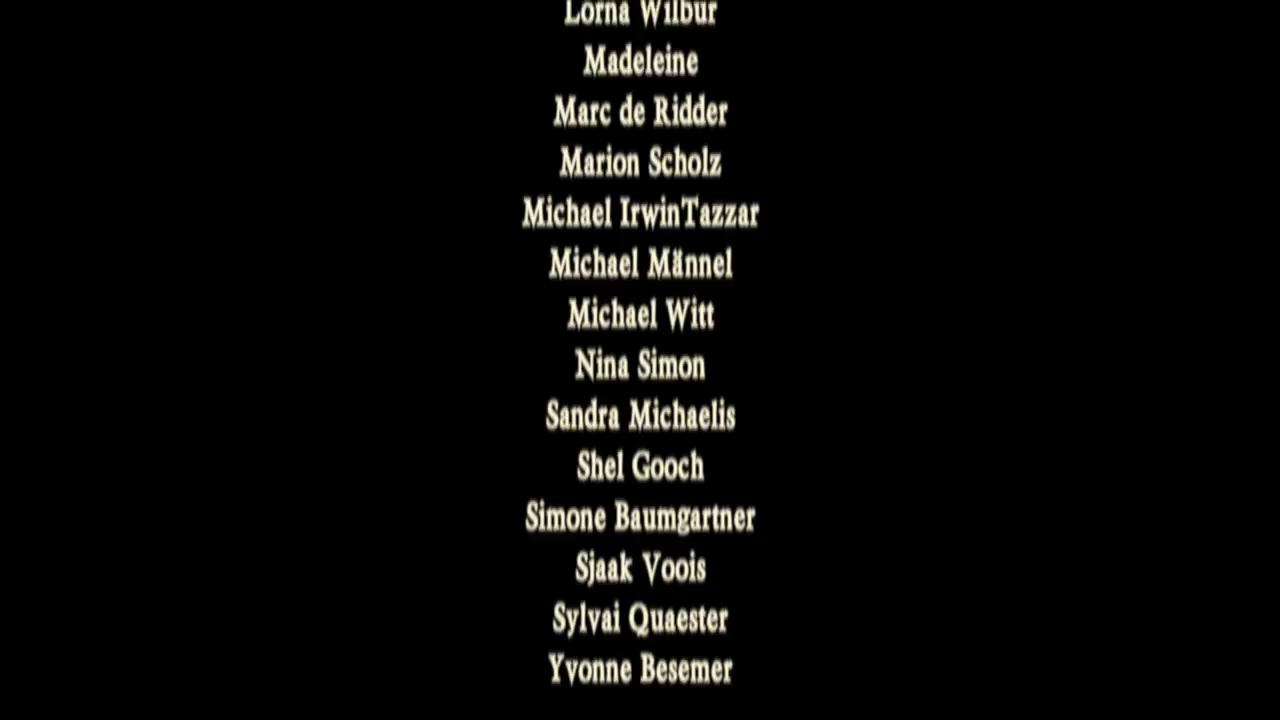 Lorna Wilbur
Madeleine
Marc de Ridder
Marion Scholz
Michael IrwinTazzar
Michael Männel
Michael Witt
Nina Simon
Sandra Michaelis
Shel Gooch
Simone Baumgartner
Sjaak Voois
Sylvai Quaester
Yvonne Besemer